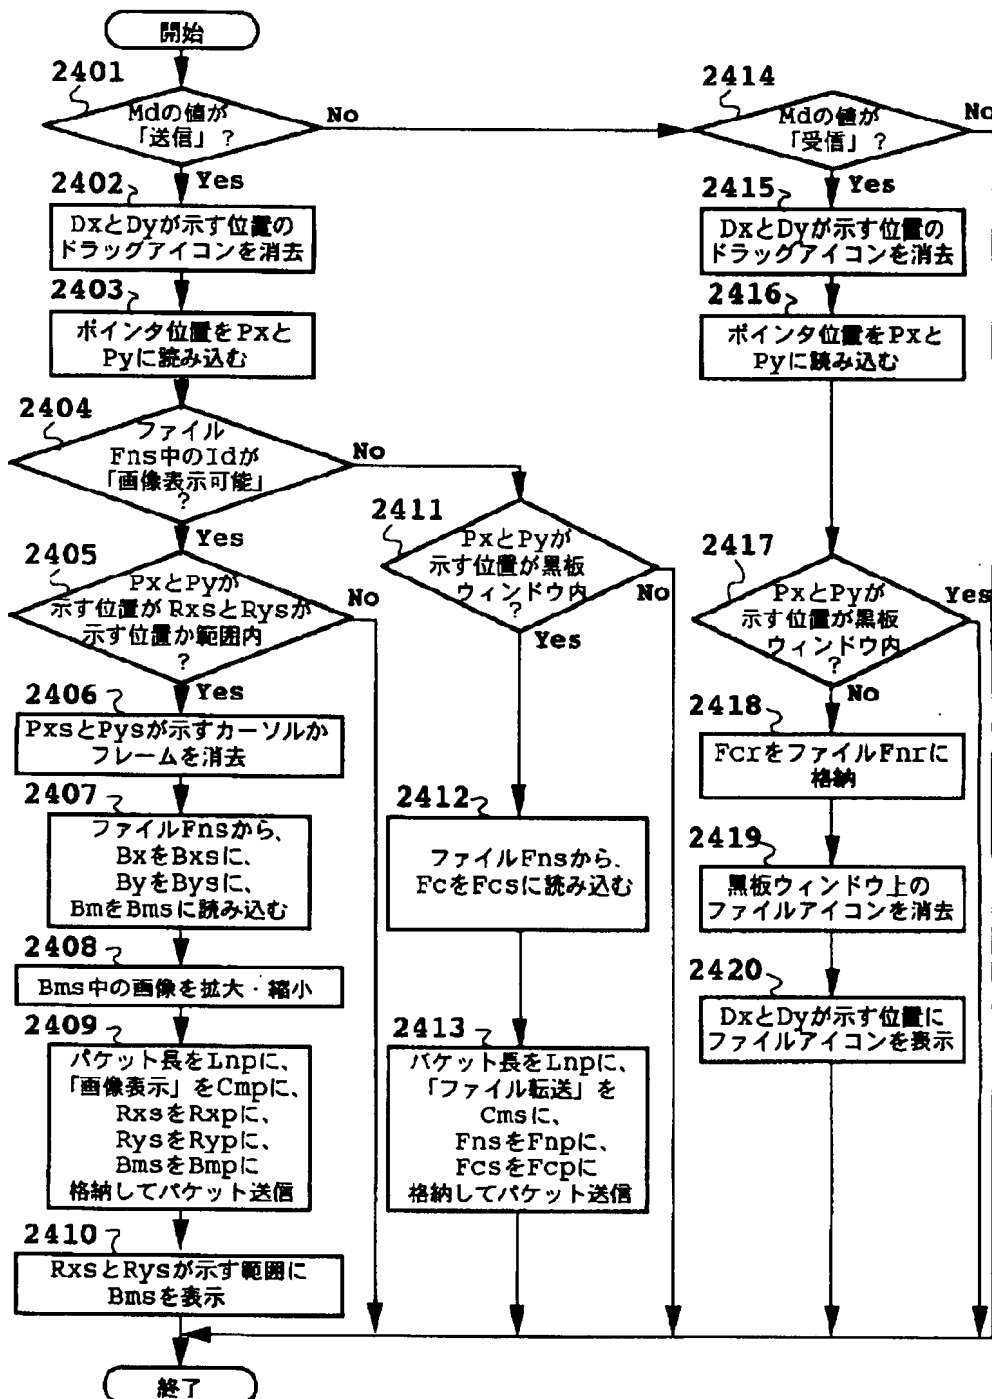 開始
2401
Mdの値が
「送信」?
No
Yes
2402
DxとDyが示す位置の
ドラッグアイコンを消去
2403
ポインタ位置をPxと
Pyに読み込む
2404
ファイル
Fns中のIdが
「画像表示可能」
?
No
Yes
2405
PxとPyが
示す位置がRxsとRysが
示す位置か範囲内
?
No
Yes
2406
PxsとPysが示すカーソルか
フレームを消去
2407
ファイルFnsから、
BxをBxsに、
ByをBysに、
BmをBmsに読み込む
2408
Bms中の画像を拡大・縮小
2409
パケット長をLnpに、
「画像表示」をCmpに、
RxsをRxpに、
RysをRypに、
BmsをBmpに
格納してパケット送信
2410
RxsとRysが示す範囲に
Bmsを表示
終了
2411
PxとPyが
示す位置が黒板
ウィンドウ内
?
No
Yes
2412
ファイルFnsから、
FcをFcsに読み込む
2413
パケット長をLnpに、
「ファイル転送」を
Cmsに、
FnsをFnpに、
FcsをFcpに
格納してパケット送信
2414
Mdの値が
「受信」?
No
Yes
2415
DxとDyが示す位置の
ドラッグアイコンを消去
2416
ポインタ位置をPxと
Pyに読み込む
2417
PxとPyが
示す位置が黒板
ウィンドウ内
?
Yes
No
2418
FcrをファイルFnrに
格納
2419
黒板ウィンドウ上の
ファイルアイコンを消去
2420
DxとDyが示す位置に
ファイルアイコンを表示